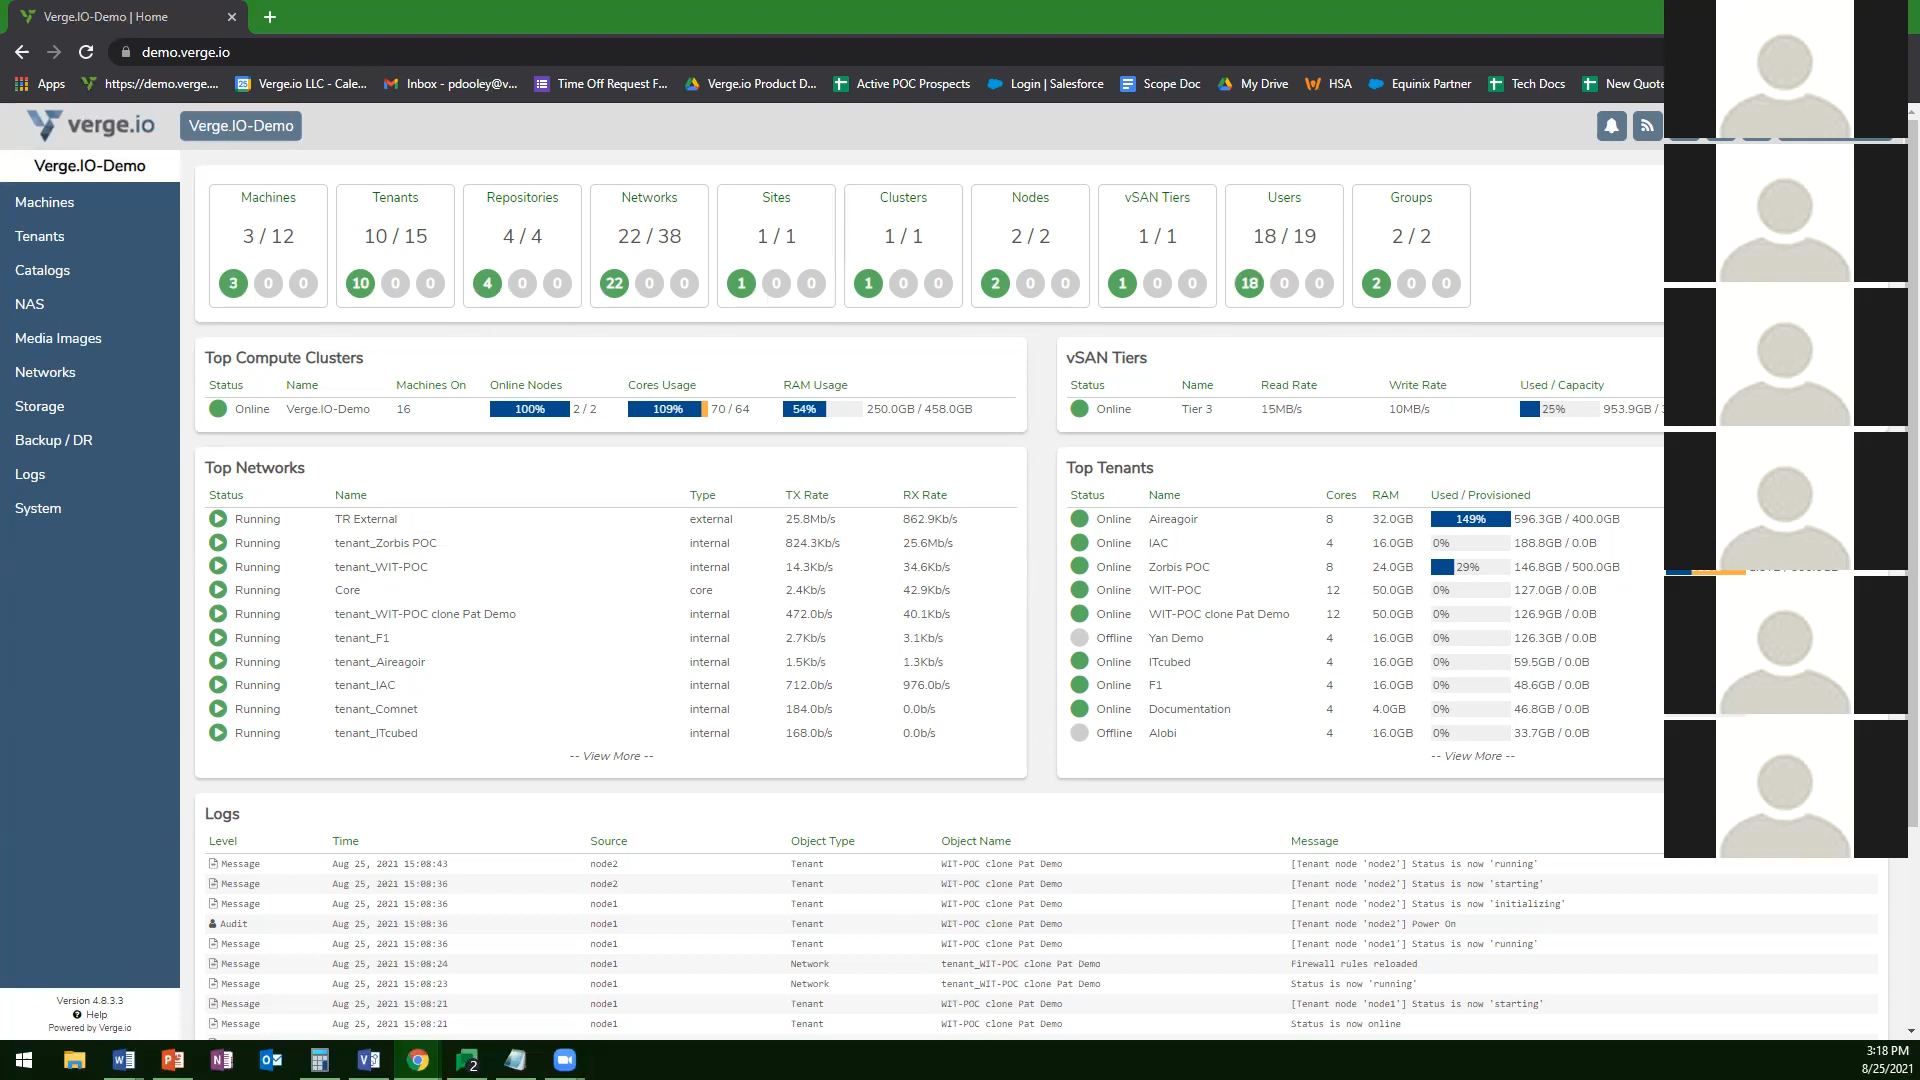 Verge.IO-Demo | Home
demo.verge.io
Apps https://demo.verge.... Verge.io LLC - Cale... Inbox - pdooley@v... Time Off Request F... Verge.io Product D... Active POC Prospects Login | Salesforce Scope Doc My Drive HSA Equinix Partner Tech Docs New Quote
verge.io Verge.IO-Demo
Verge.IO-Demo
Machines
Tenants
Catalogs
NAS
Media Images
Networks
Storage
Backup / DR
Logs
System
Version 4.8.3.3
Help
Powered by Verge.io
Machines Tenants Repositories Networks Sites Clusters Nodes vSAN Tiers Users Groups
3 / 12 10 / 15 4 / 4 22 / 38 1 / 1 1 / 1 2 / 2 1 / 1 18 / 19 2 / 2
3 0 0 10 0 0 4 0 0 22 0 0 1 0 0 1 0 0 2 0 0 1 0 0 18 0 0 2 0 0
Top Compute Clusters
Status Name Machines On Online Nodes Cores Usage RAM Usage
Online Verge.IO-Demo 16 100% 2 / 2 109% 70 / 64 54% 250.0GB / 458.0GB
vSAN Tiers
Status Name Read Rate Write Rate Used / Capacity
Online Tier 3 15MB/s 10MB/s 25% 953.9GB /
Top Networks
Status Name Type TX Rate RX Rate
Running TR External external 25.8Mb/s 862.9Kb/s
Running tenant_Zorbis POC internal 824.3Kb/s 25.6Mb/s
Running tenant_WIT-POC internal 14.3Kb/s 34.6Kb/s
Running Core core 2.4Kb/s 42.9Kb/s
Running tenant_WIT-POC clone Pat Demo internal 472.0b/s 40.1Kb/s
Running tenant_F1 internal 2.7Kb/s 3.1Kb/s
Running tenant_Aireagoir internal 1.5Kb/s 1.3Kb/s
Running tenant_IAC internal 712.0b/s 976.0b/s
Running tenant_Comnet internal 184.0b/s 0.0b/s
Running tenant_ITcubed internal 168.0b/s 0.0b/s
-- View More --
Top Tenants
Status Name Cores RAM Used / Provisioned
Online Aireagoir 8 32.0GB 149% 596.3GB / 400.0GB
Online IAC 4 16.0GB 0% 188.8GB / 0.0B
Online Zorbis POC 8 24.0GB 29% 146.8GB / 500.0GB
Online WIT-POC 12 50.0GB 0% 127.0GB / 0.0B
Online WIT-POC clone Pat Demo 12 50.0GB 0% 126.9GB / 0.0B
Offline Yan Demo 4 16.0GB 0% 126.3GB / 0.0B
Online ITcubed 4 16.0GB 0% 59.5GB / 0.0B
Online F1 4 16.0GB 0% 48.6GB / 0.0B
Online Documentation 4 4.0GB 0% 46.8GB / 0.0B
Offline Alobi 4 16.0GB 0% 33.7GB / 0.0B
-- View More --
Logs
Level Time Source Object Type Object Name Message
Message Aug 25, 2021 15:08:43 node2 Tenant WIT-POC clone Pat Demo [Tenant node 'node2'] Status is now 'running'
Message Aug 25, 2021 15:08:36 node2 Tenant WIT-POC clone Pat Demo [Tenant node 'node2'] Status is now 'starting'
Message Aug 25, 2021 15:08:36 node1 Tenant WIT-POC clone Pat Demo [Tenant node 'node2'] Status is now 'initializing'
Audit Aug 25, 2021 15:08:36 node1 Tenant WIT-POC clone Pat Demo [Tenant node 'node2'] Power On
Message Aug 25, 2021 15:08:36 node1 Tenant WIT-POC clone Pat Demo [Tenant node 'node1'] Status is now 'running'
Message Aug 25, 2021 15:08:24 node1 Network tenant_WIT-POC clone Pat Demo Firewall rules reloaded
Message Aug 25, 2021 15:08:23 node1 Network tenant_WIT-POC clone Pat Demo Status is now 'running'
Message Aug 25, 2021 15:08:21 node1 Tenant WIT-POC clone Pat Demo [Tenant node 'node1'] Status is now 'starting'
Message Aug 25, 2021 15:08:21 node1 Tenant WIT-POC clone Pat Demo Status is now online
2
3:18 PM
8/25/2021